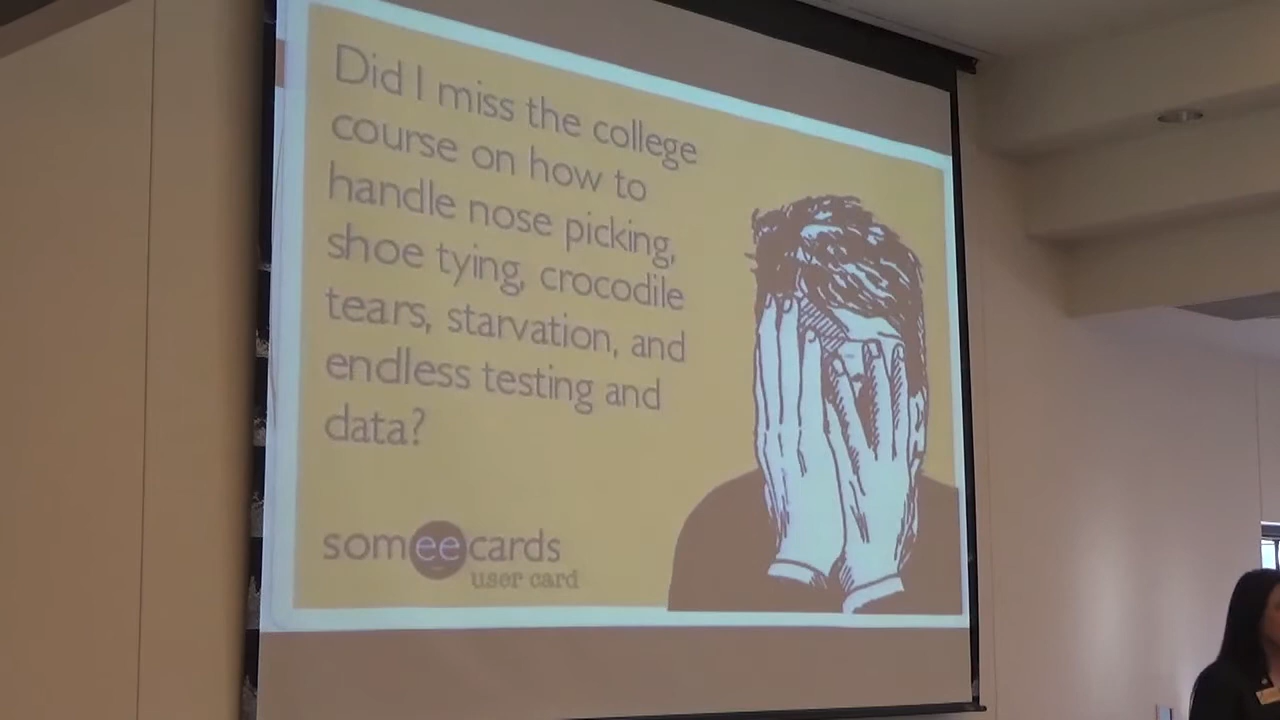 Did I miss the college
course on how to
handle nose picking,
shoe tying, crocodile
tears, starvation, and
endless testing and
data?
someecards
user card